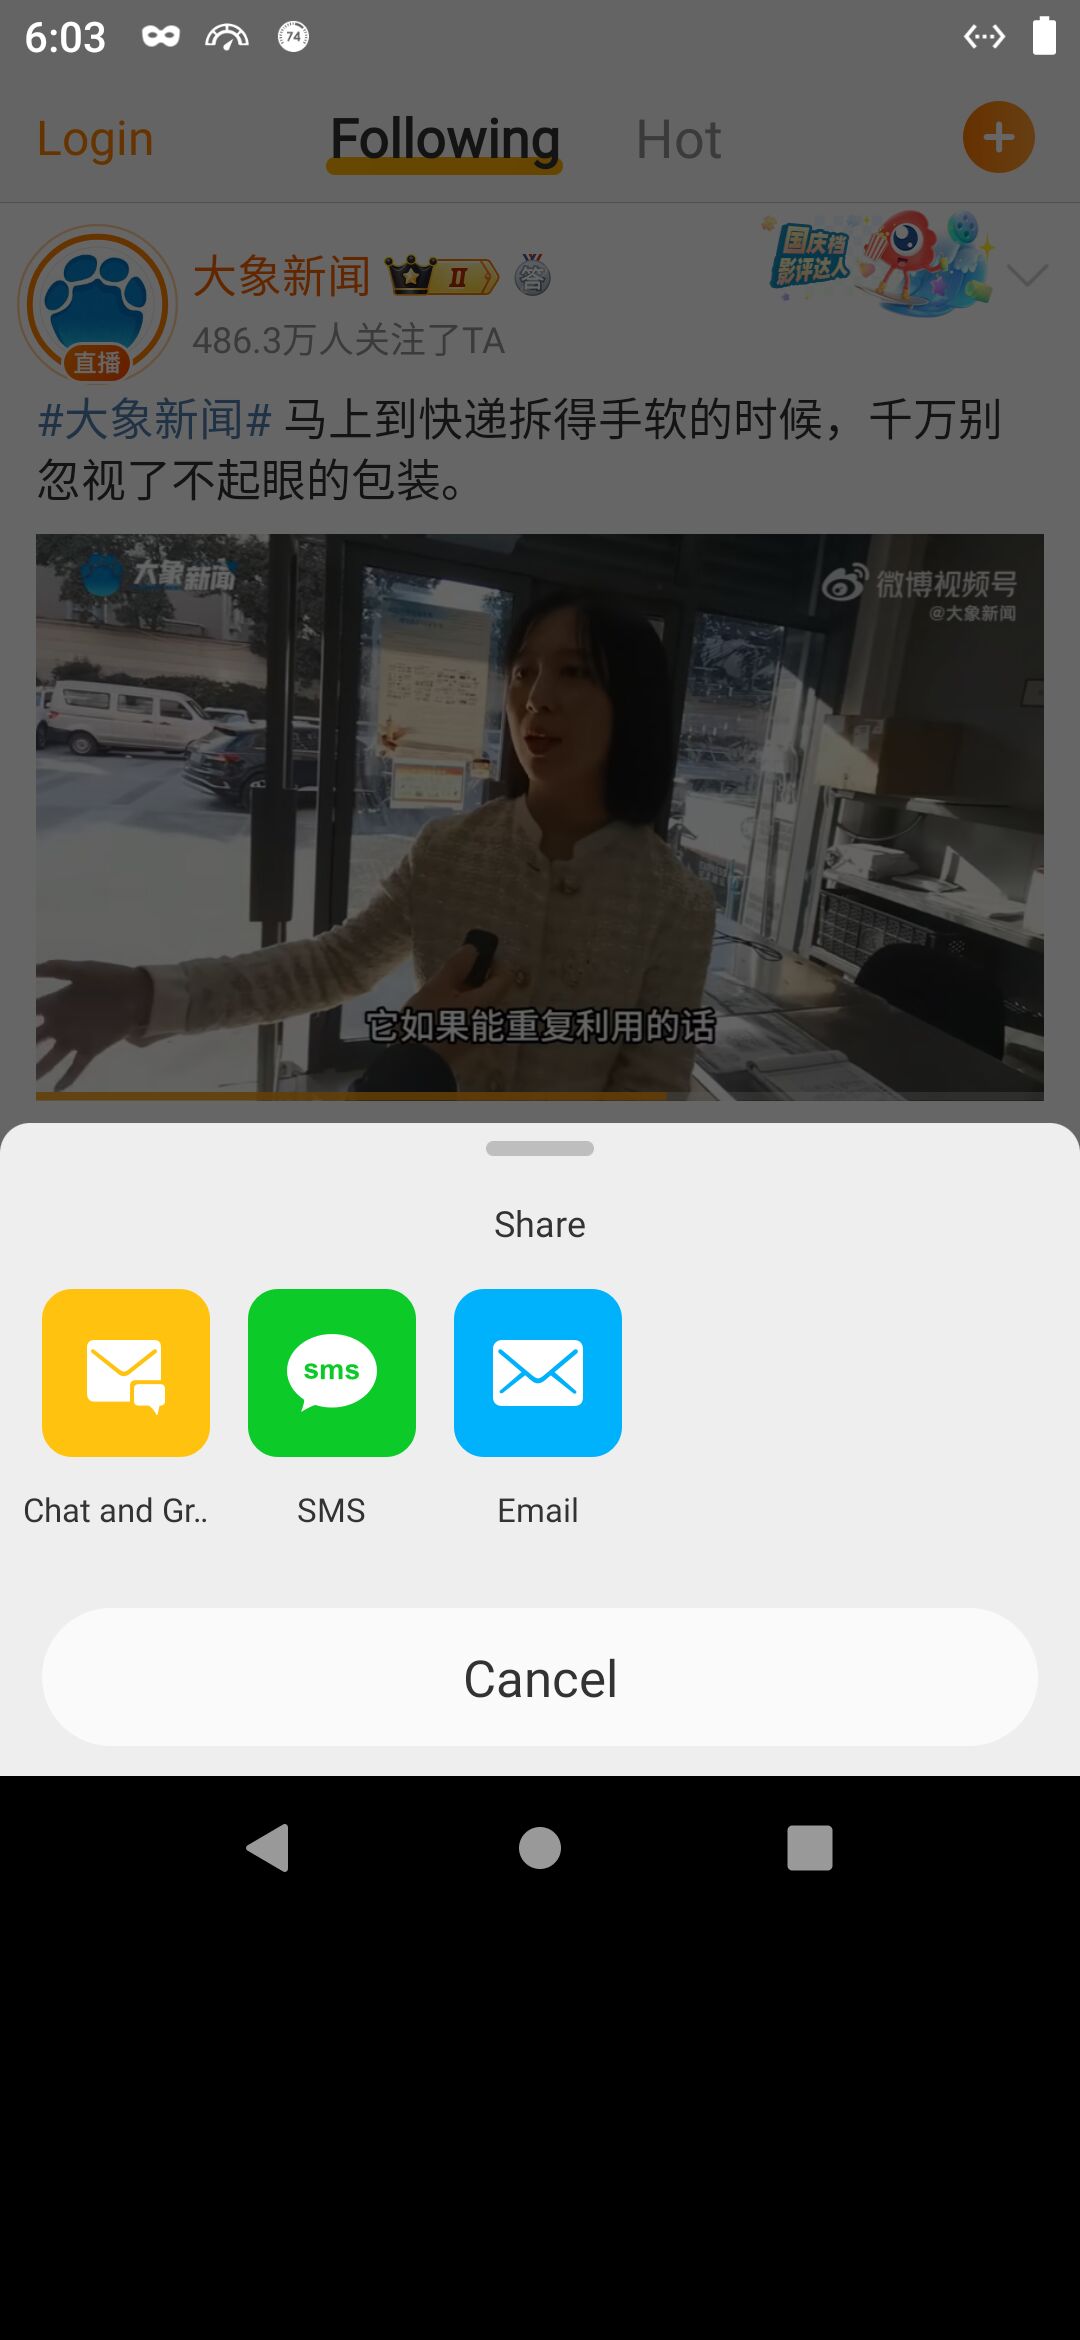 6:03
74
Login
Following
Hot
大象新闻
II
答
国庆档
影评达人
486.3万人关注了TA
直播
#大象新闻# 马上到快递拆得手软的时候，千万别
忽视了不起眼的包装。
大象新闻
微博视频号
@大象新闻
它如果能重复利用的话
Share
sms
Chat and Gr..
SMS
Email
Cancel